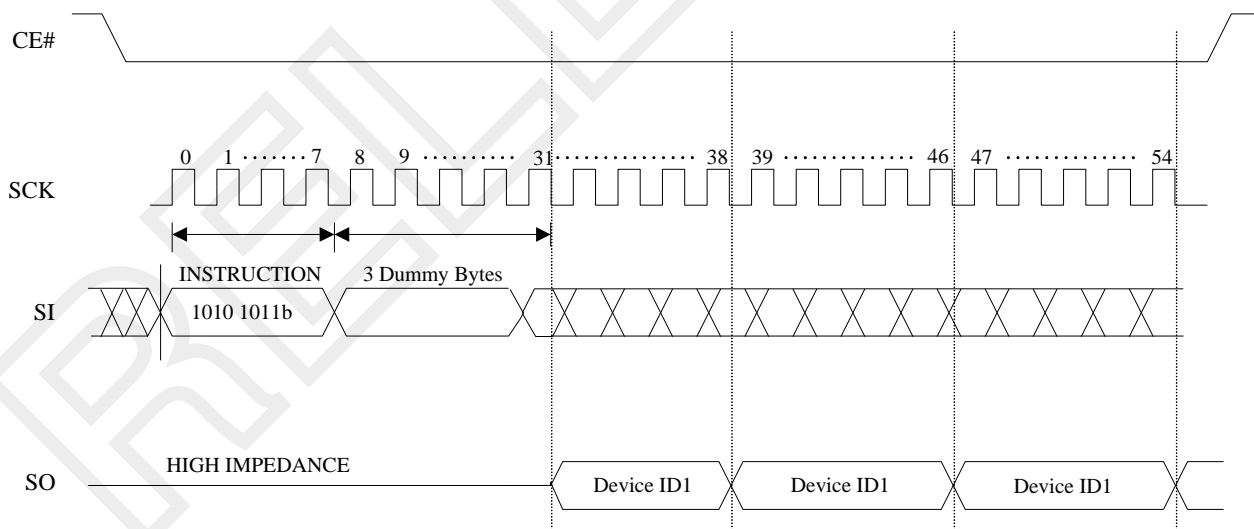 CE#
0 1 ······· 7 8 9 ·········· 31 ·············· 38 39 ·············· 46 47 ·············· 54
SCK
INSTRUCTION 3 Dummy Bytes
SI 1010 1011b
HIGH IMPEDANCE
SO Device ID1 Device ID1 Device ID1